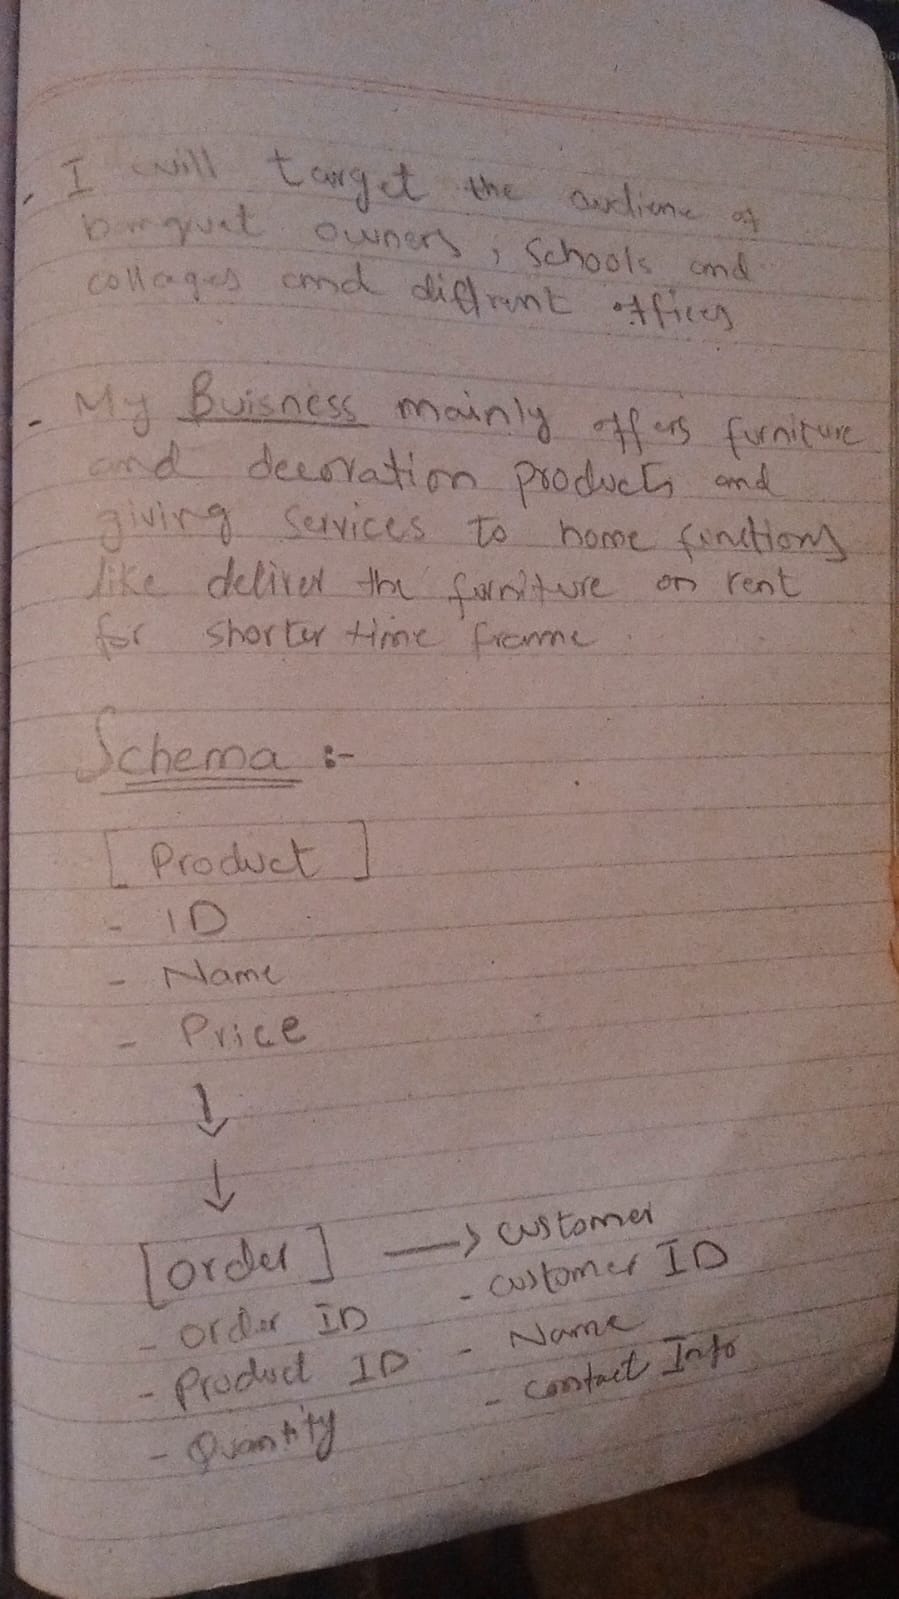 - I will target the audienc of
banquet owners, Schools and
collages and diffrent offices
- My Buisness mainly offers furniture
and decoration products and
giving services to home functions
like deliver the furniture on rent
for shorter time frame
Schema :-
[ Product ]
- ID
- Name
- Price
↓
↓
[order] → customer
- order ID - customer ID
- Product ID - Name
- Quantity - contact Info